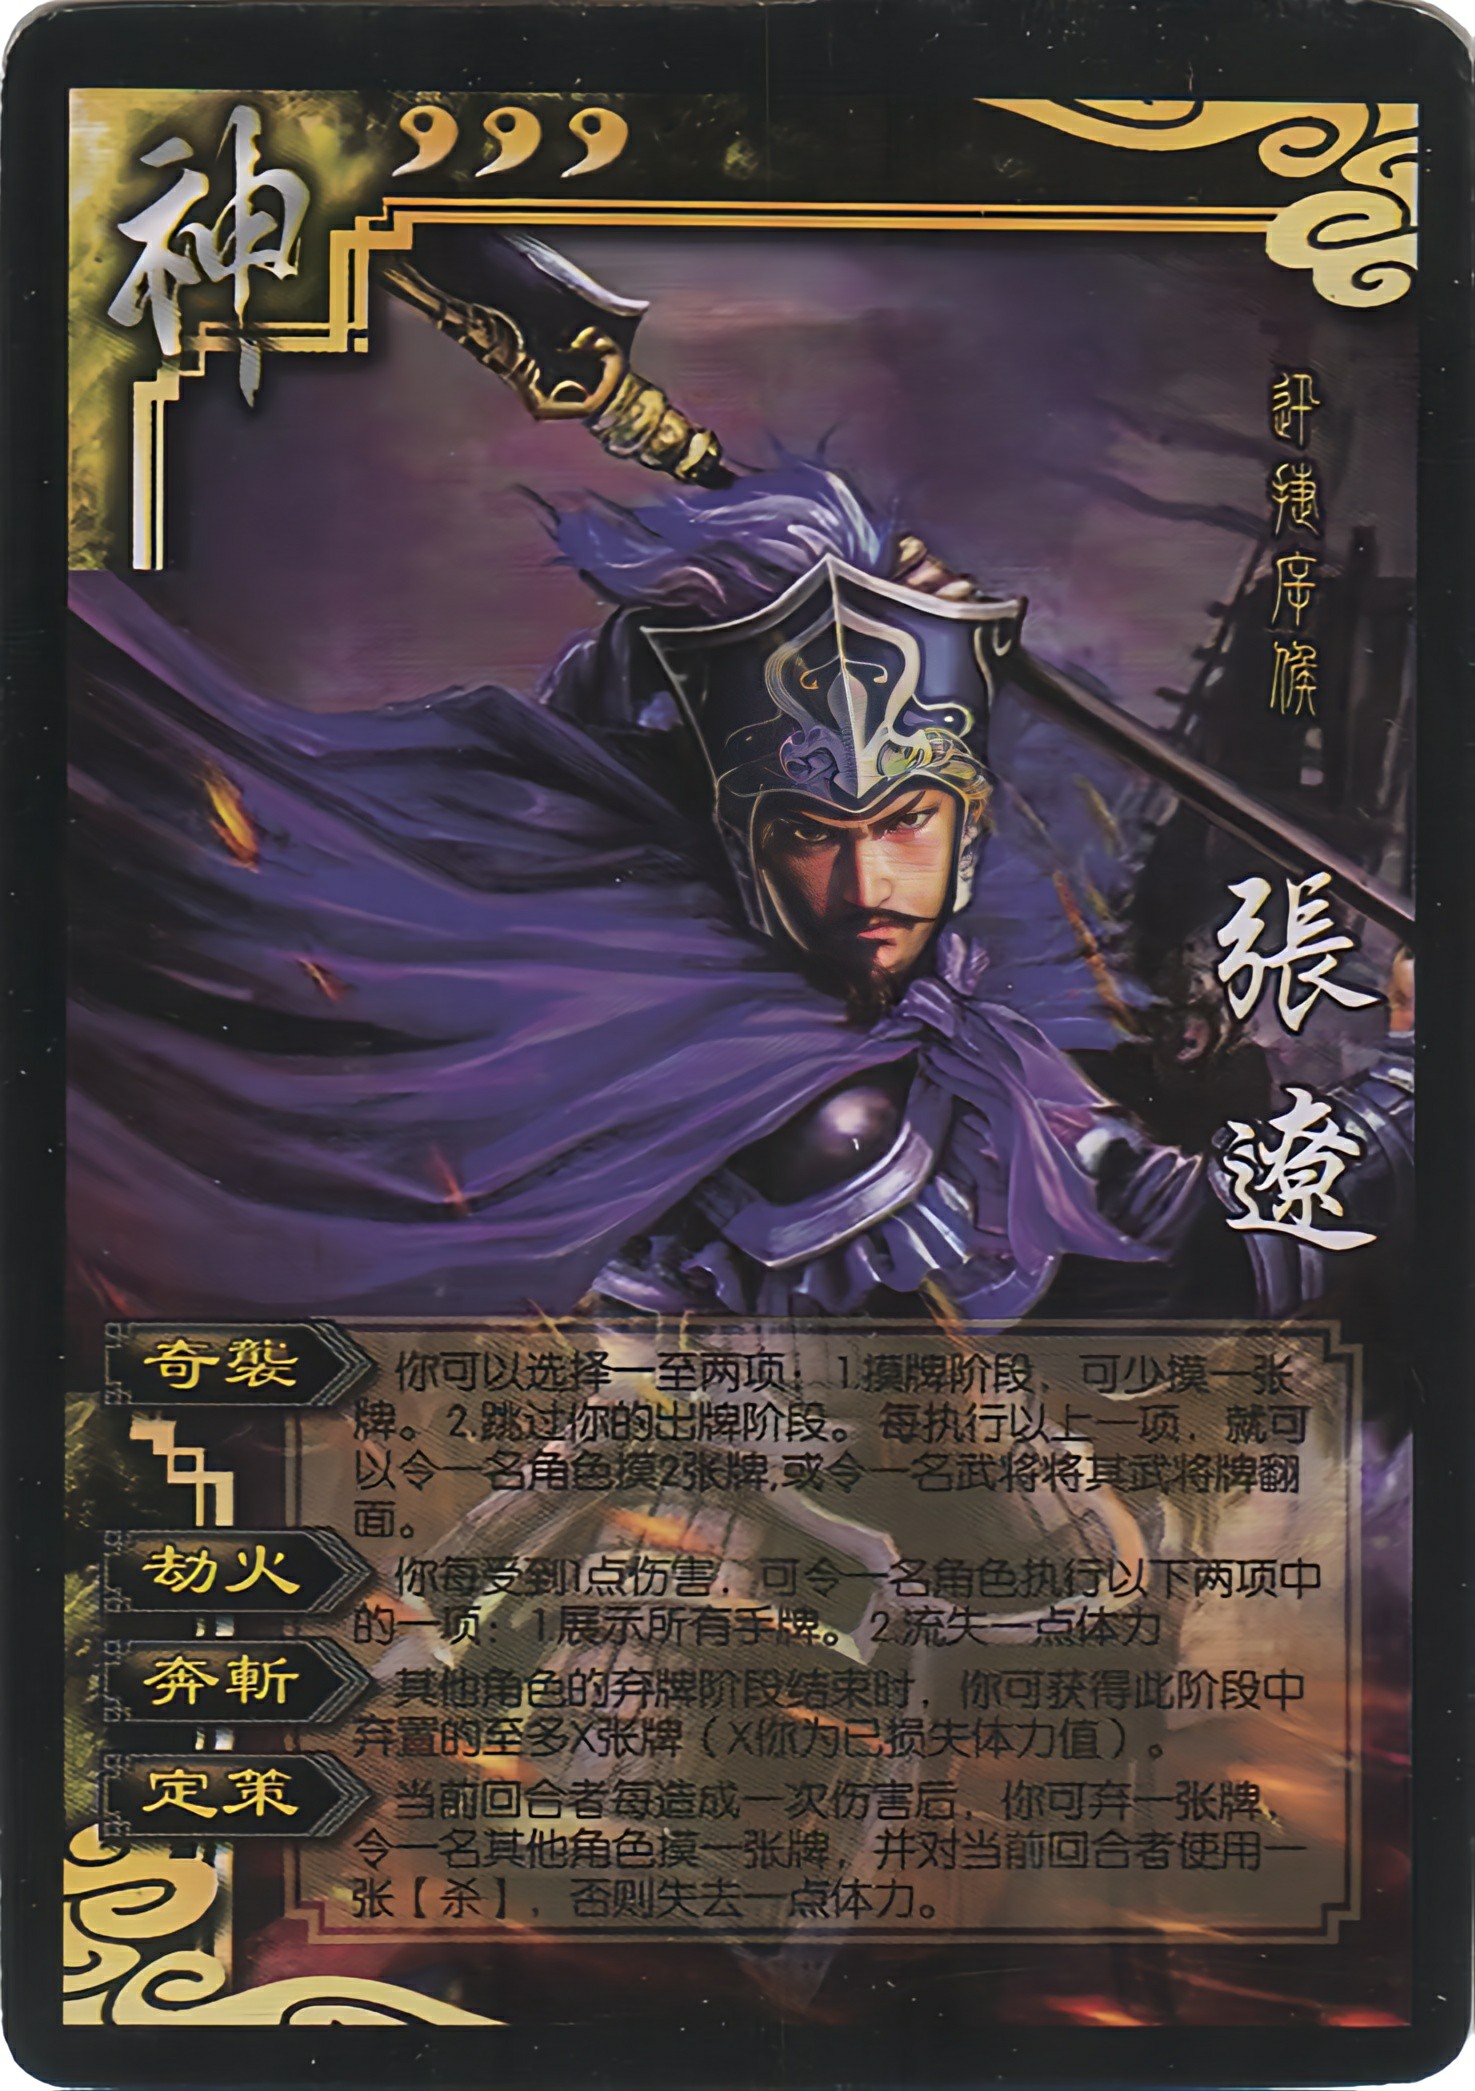 神
迅捷斥候
張遼
奇襲
你可以选择一至两项：1.摸牌阶段，可少摸一张
牌。2.跳过你的出牌阶段。每执行以上一项，就可
以令一名角色摸2张牌,或令一名武将将其武将牌翻
面。
劫火
你每受到1点伤害，可令一名角色执行以下两项中
的一项：1.展示所有手牌。2.流失一点体力
奔斬
其他角色的弃牌阶段结束时，你可获得此阶段中
弃置的至多X张牌（X你为已损失体力值）。
定策
当前回合者每造成一次伤害后，你可弃一张牌，
令一名其他角色摸一张牌，并对当前回合者使用一
张【杀】，否则失去一点体力。